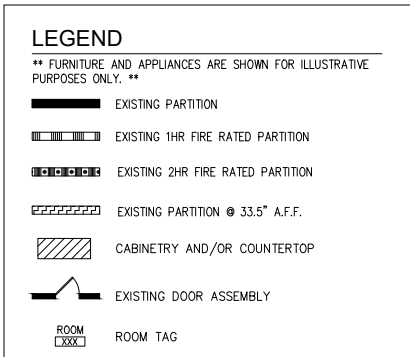 LEGEND
** FURNITURE AND APPLIANCES ARE SHOWN FOR ILLUSTRATIVE
PURPOSES ONLY. **
EXISTING PARTITION
EXISTING 1HR FIRE RATED PARTITION
EXISTING 2HR FIRE RATED PARTITION
EXISTING PARTITION @ 33.5" A.F.F.
CABINETRY AND/OR COUNTERTOP
EXISTING DOOR ASSEMBLY
ROOM
XXX
ROOM TAG